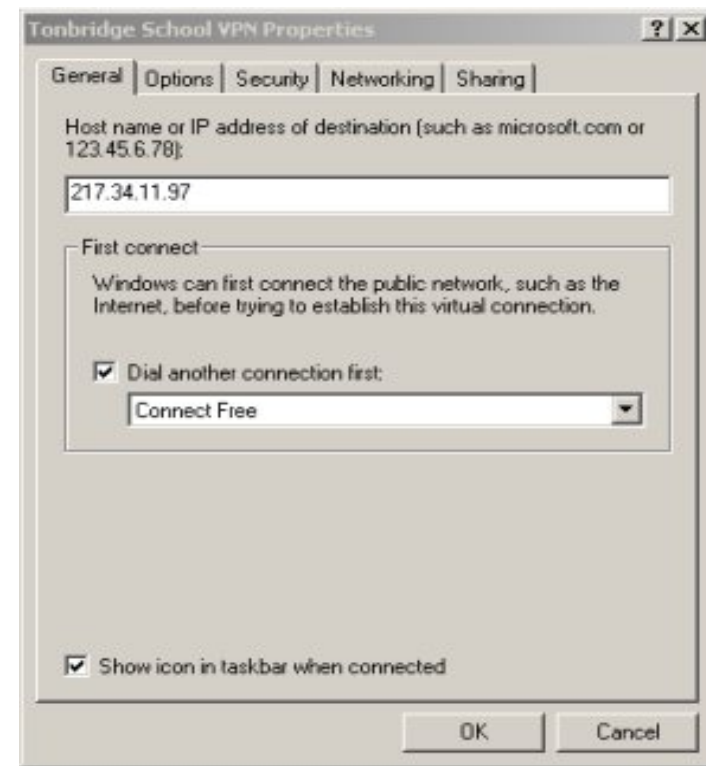 Tonbridge School VPN Properties
General Options Security Networking Sharing
Host name or IP address of destination (such as microsoft.com or
123.45.6.78):
217.34.11.97
First connect
Windows can first connect the public network, such as the
Internet, before trying to establish this virtual connection.
Dial another connection first:
Connect Free
Show icon in taskbar when connected
OK Cancel